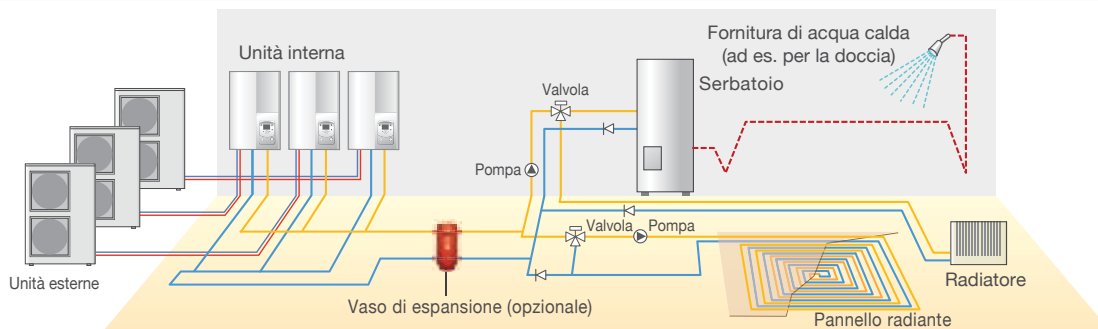 Unità interna
Fornitura di acqua calda
(ad es. per la doccia)
Serbatoio
Valvola
Pompa
Valvola
Pompa
Unità esterne
Vaso di espansione (opzionale)
Radiatore
Pannello radiante